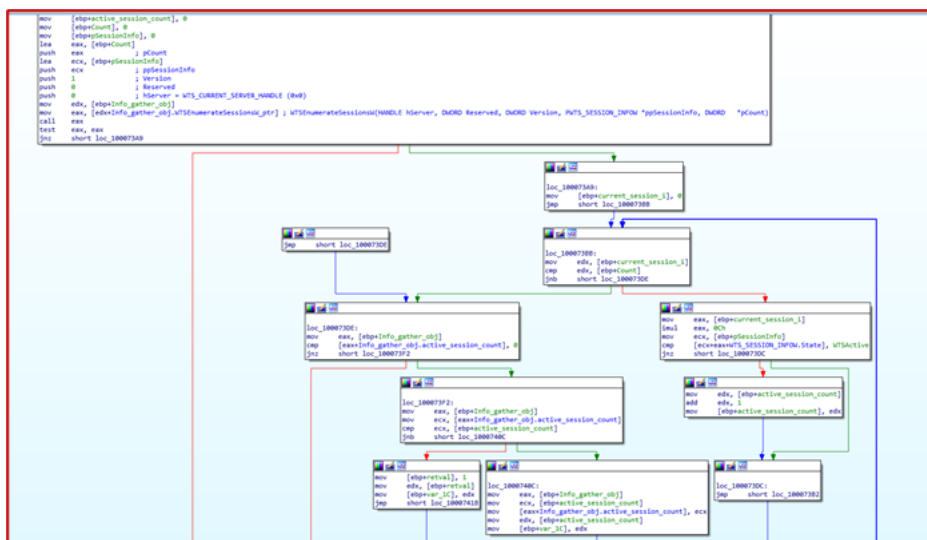 mov [ebp+active_session_count], 0
mov [ebp+Count], 0
mov [ebp+pSessionInfo], 0
lea eax, [ebp+Count]
push eax ; pCount
lea ecx, [ebp+pSessionInfo]
push ecx ; ppSessionInfo
push 1 ; Version
push 0 ; Reserved
push 0 ; hServer = WTS_CURRENT_SERVER_HANDLE (0x0)
mov edx, [ebp+Info_gather_obj]
mov eax, [edx+Info_gather_obj.WTSEnumerateSessionsW_ptr] ; WTSEnumerateSessionsW(HANDLE hServer, DWORD Reserved, DWORD Version, PWTS_SESSION_INFOW *ppSessionInfo, DWORD *pCount)
call eax
test eax, eax
jnz short loc_100073A9
loc_100073A9:
mov [ebp+current_session_i], 0
jmp short loc_100073BB
jmp short loc_100073DE
loc_100073BB:
mov edx, [ebp+current_session_i]
cmp edx, [ebp+Count]
jnb short loc_100073DE
loc_100073DE:
mov eax, [ebp+Info_gather_obj]
cmp [eax+Info_gather_obj.active_session_count], 0
jnz short loc_100073F2
mov eax, [ebp+current_session_i]
imul eax, 0Ch
mov ecx, [ebp+pSessionInfo]
cmp [ecx+eax+WTS_SESSION_INFOW.State], WTSActive
jnz short loc_100073DC
loc_100073F2:
mov eax, [ebp+Info_gather_obj]
mov ecx, [eax+Info_gather_obj.active_session_count]
cmp ecx, [ebp+active_session_count]
jnb short loc_1000740C
mov edx, [ebp+active_session_count]
add edx, 1
mov [ebp+active_session_count], edx
mov [ebp+retval], 1
mov edx, [ebp+retval]
mov [ebp+var_1C], edx
jmp short loc_1000741B
loc_1000740C:
mov eax, [ebp+Info_gather_obj]
mov ecx, [ebp+active_session_count]
mov [eax+Info_gather_obj.active_session_count], ecx
mov edx, [ebp+active_session_count]
mov [ebp+var_1C], edx
loc_100073DC:
jmp short loc_100073B2